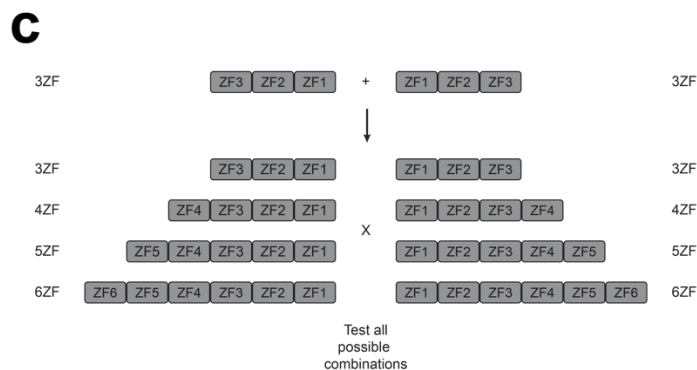 C
3ZF ZF3 ZF2 ZF1 + ZF1 ZF2 ZF3 3ZF
3ZF ZF3 ZF2 ZF1 ZF1 ZF2 ZF3 3ZF
4ZF ZF4 ZF3 ZF2 ZF1 ZF1 ZF2 ZF3 ZF4 4ZF
X
5ZF ZF5 ZF4 ZF3 ZF2 ZF1 ZF1 ZF2 ZF3 ZF4 ZF5 5ZF
6ZF ZF6 ZF5 ZF4 ZF3 ZF2 ZF1 ZF1 ZF2 ZF3 ZF4 ZF5 ZF6 6ZF
Test all
possible
combinations